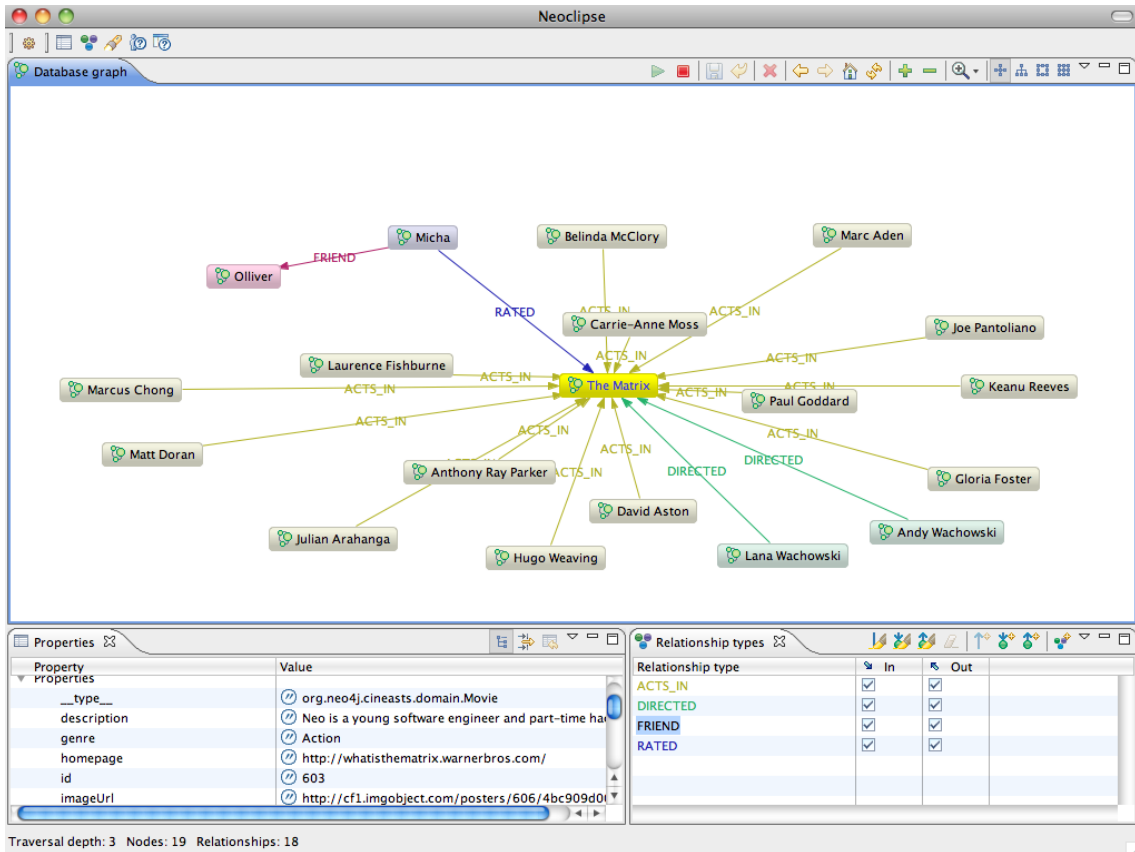 Neoclipse
Database graph
Micha
Belinda McClory
Marc Aden
FRIEND
Olliver
RATED
ACTS_IN
ACTS_IN
Carrie-Anne Moss
Joe Pantoliano
ACTS_IN
ACTS_IN
Laurence Fishburne
ACTS_IN
The Matrix
Marcus Chong
ACTS_IN
ACTS_IN
ACTS_IN
Keanu Reeves
Paul Goddard
ACTS_IN
ACTS_IN
ACTS_IN
Matt Doran
ACTS_IN
DIRECTED
Anthony Ray Parker
ACTS_IN
DIRECTED
Gloria Foster
David Aston
Julian Arahanga
Andy Wachowski
Hugo Weaving
Lana Wachowski
Properties
Property Value
Properties
__type__ org.neo4j.cineasts.domain.Movie
description Neo is a young software engineer and part-time
genre Action
homepage http://whatisthematrix.warnerbros.com/
id 603
imageUrl http://cf1.imgobject.com/posters/606/4bc909d0
Relationship types
Relationship type In Out
ACTS_IN
DIRECTED
FRIEND
RATED
Traversal depth: 3 Nodes: 19 Relationships: 18